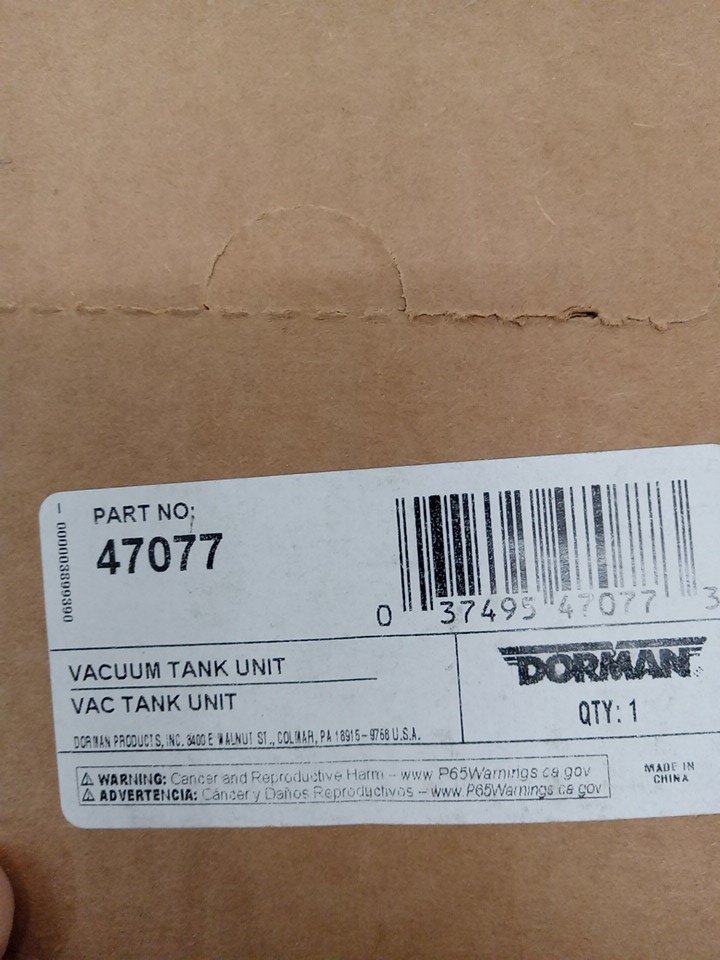 PART NO:
47077
000003899390
0 37495 47077 3
VACUUM TANK UNIT
VAC TANK UNIT
DORMAN
QTY: 1
DORMAN PRODUCTS, INC. 3400 E WALNUT ST., COLMAR, PA 18915-9768 U.S.A.
⚠ WARNING: Cancer and Reproductive Harm - www.P65Warnings.ca.gov
⚠ ADVERTENCIA: Cáncer y Daños Reproductivos - www.P65Warnings.ca.gov
MADE IN
CHINA